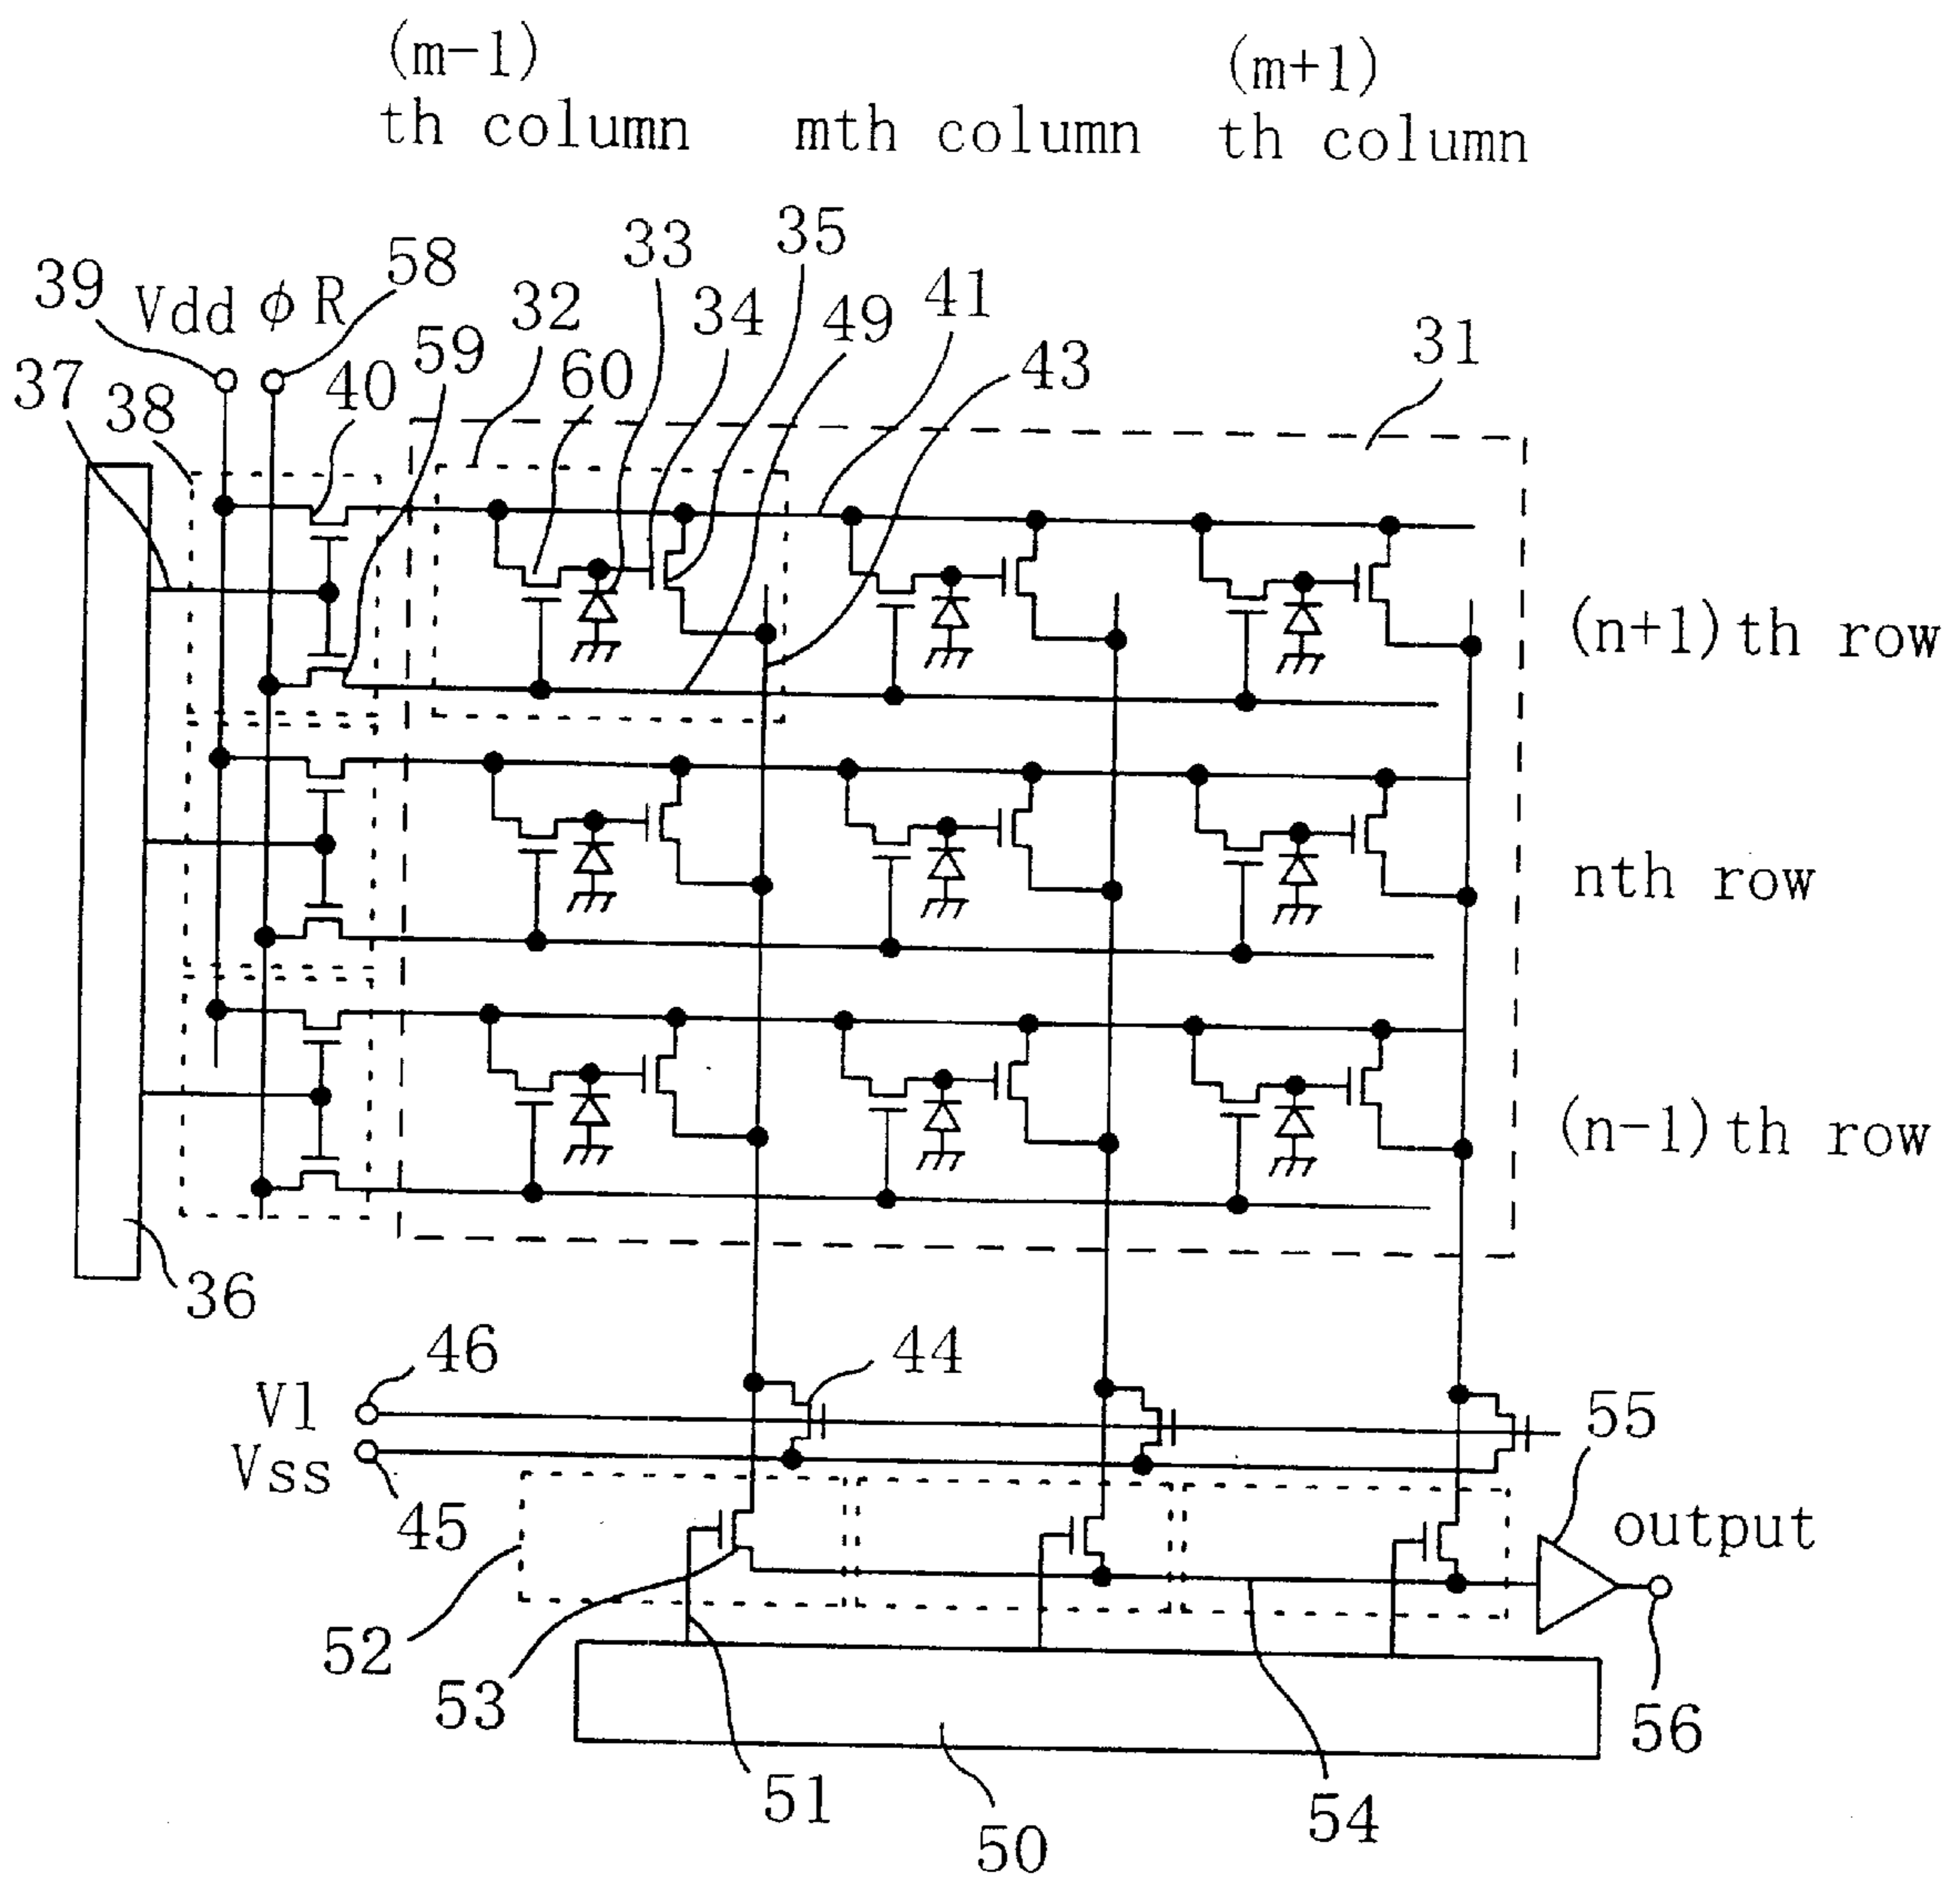 (m-1)
th column
mth column
(m+1)
th column
39
Vdd
φR
58
33
35
32
34
49
41
37
38
40
59
60
43
31
(n+1)th row
nth row
(n-1)th row
36
46
44
Vl
Vss
45
55
output
52
53
51
50
54
56